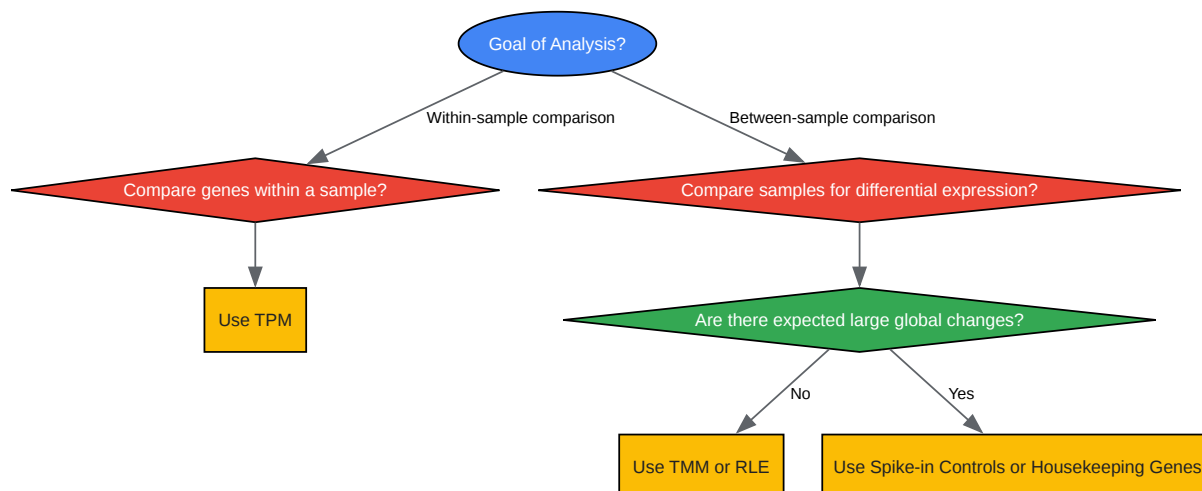 Goal of Analysis?
Within-sample comparison
Between-sample comparison
Compare genes within a sample?
Compare samples for differential expression?
Use TPM
Are there expected large global changes?
No
Yes
Use TMM or RLE
Use Spike-in Controls or Housekeeping Genes